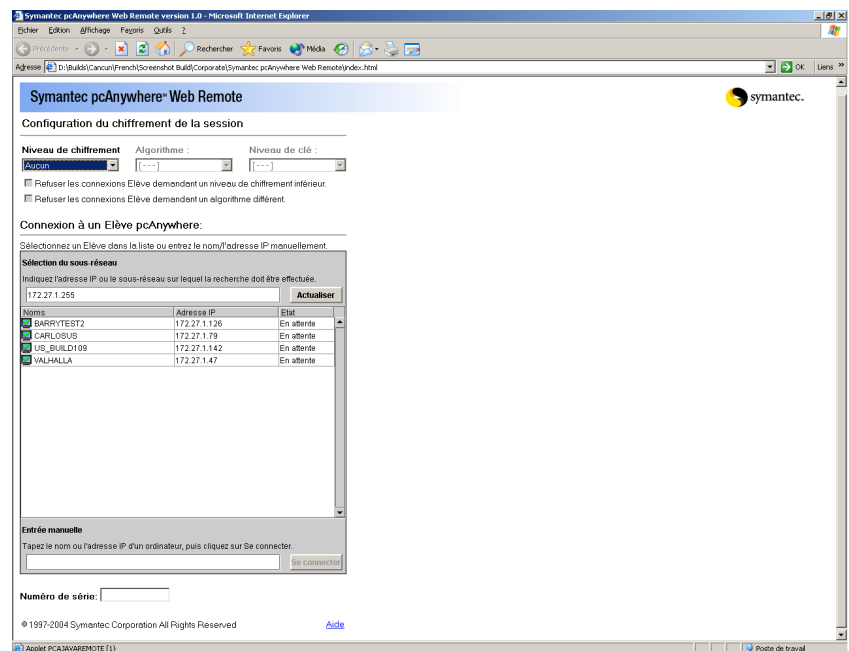 Symantec pcAnywhere Web Remote version 1.0 - Microsoft Internet Explorer
Fichier Edition Affichage Favoris Outils ?
Précédente Rechercher Favoris Média
Adresse D:\Builds\Cancun\French\Screenshot Build\Corporate\Symantec pcAnywhere Web Remote\index.html OK Liens »
Symantec pcAnywhere™ Web Remote symantec.
Configuration du chiffrement de la session
Niveau de chiffrement Algorithme : Niveau de clé :
Aucun [---] [---]
Refuser les connexions Elève demandant un niveau de chiffrement inférieur.
Refuser les connexions Elève demandant un algorithme différent.
Connexion à un Elève pcAnywhere:
Sélectionnez un Elève dans la liste ou entrez le nom/l'adresse IP manuellement.
Sélection du sous-réseau
Indiquez l'adresse IP ou le sous-réseau sur lequel la recherche doit être effectuée.
172.27.1.255 Actualiser
Noms Adresse IP Etat
BARRYTEST2 172.27.1.126 En attente
CARLOSUS 172.27.1.79 En attente
US_BUILD109 172.27.1.142 En attente
VALHALLA 172.27.1.47 En attente
Entrée manuelle
Tapez le nom ou l'adresse IP d'un ordinateur, puis cliquez sur Se connecter.
Se connecter
Numéro de série:
© 1997-2004 Symantec Corporation All Rights Reserved Aide
Applet PCAJAVAREMOTE [1] Poste de travail